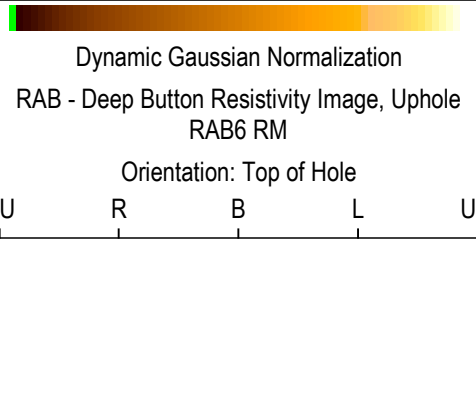 Dynamic Gaussian Normalization
RAB - Deep Button Resistivity Image, Uphole
RAB6 RM
Orientation: Top of Hole
U R B L U